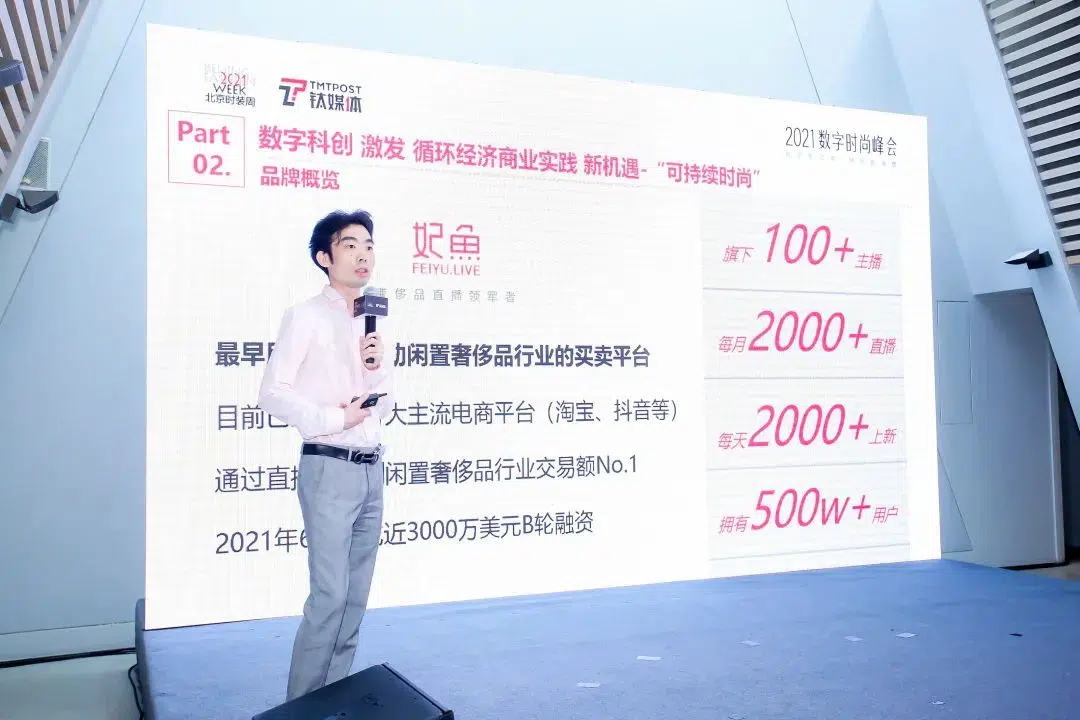 2021
WEEK
北京时装周
TMTPOST
钛媒体
2021数字时尚峰会
Part
02.
数字科创 激发 循环经济商业实践 新机遇-“可持续时尚”
品牌概览
妃鱼
FEIYU.LIVE
奢侈品直播领军者
最早 闲置奢侈品行业的买卖平台
目前 大主流电商平台（淘宝、抖音等）
通过直 闲置奢侈品行业交易额No.1
2021年6 近3000万美元B轮融资
旗下 100+主播
每月2000+直播
每天2000+上新
拥有500w+用户